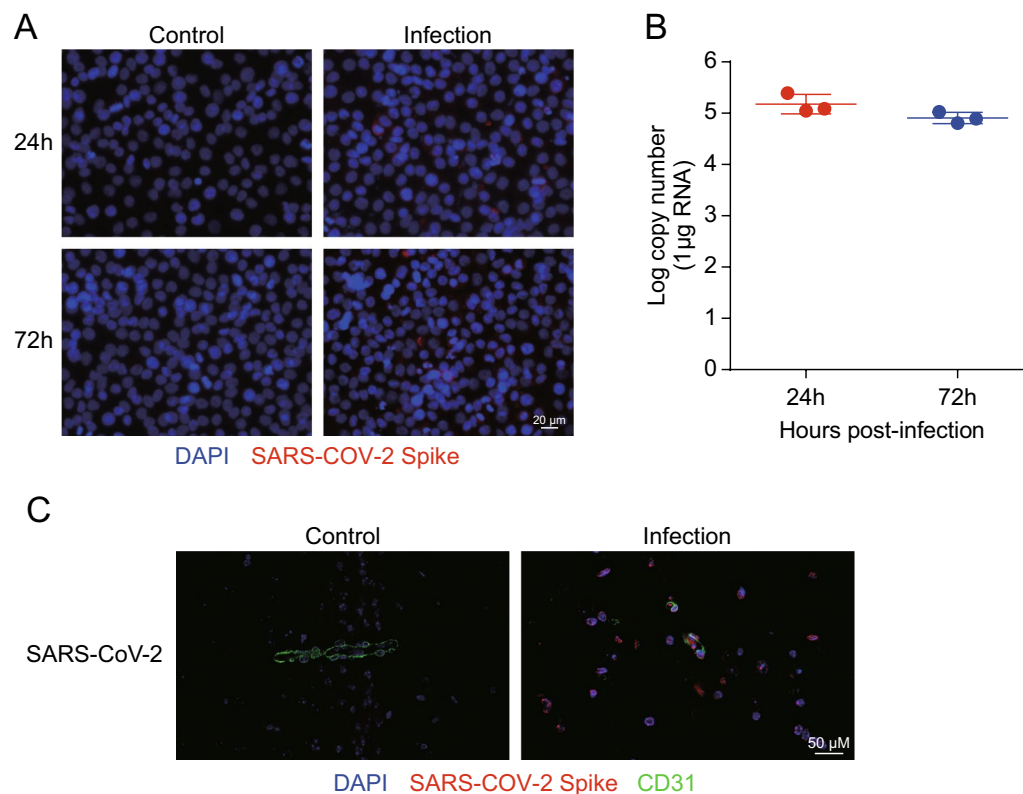 A
Control
Infection
24h
72h
20 µm
DAPI SARS-COV-2 Spike
B
Log copy number
(1µg RNA)
6
5
4
3
2
1
0
24h
72h
Hours post-infection
C
Control
Infection
SARS-CoV-2
50 µM
DAPI SARS-COV-2 Spike CD31